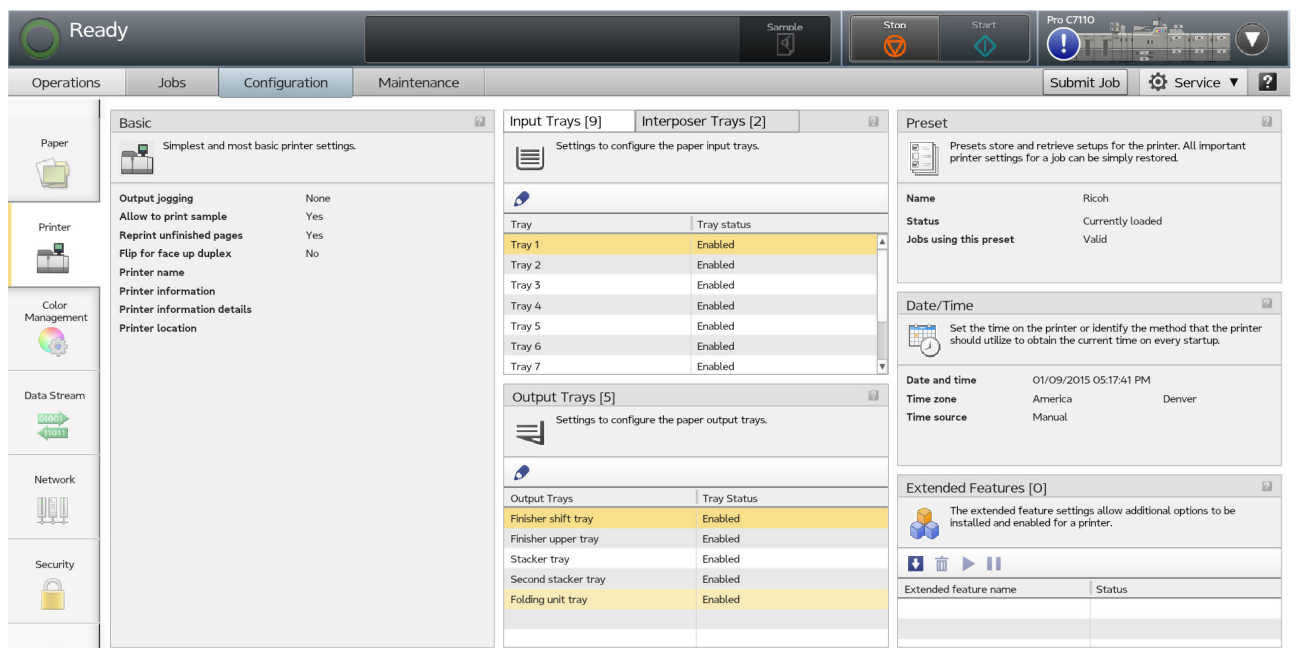 Ready
Sample
Stop
Start
Pro C7110
Operations
Jobs
Configuration
Maintenance
Submit Job
Service
Paper
Printer
Color
Management
Data Stream
01001
11011
Network
Security
Basic
Simplest and most basic printer settings.
Output jogging None
Allow to print sample Yes
Reprint unfinished pages Yes
Flip for face up duplex No
Printer name
Printer information
Printer information details
Printer location
Input Trays [9] Interposer Trays [2]
Settings to configure the paper input trays.
Tray Tray status
Tray 1 Enabled
Tray 2 Enabled
Tray 3 Enabled
Tray 4 Enabled
Tray 5 Enabled
Tray 6 Enabled
Tray 7 Enabled
Output Trays [5]
Settings to configure the paper output trays.
Output Trays Tray Status
Finisher shift tray Enabled
Finisher upper tray Enabled
Stacker tray Enabled
Second stacker tray Enabled
Folding unit tray Enabled
Preset
Presets store and retrieve setups for the printer. All important
printer settings for a job can be simply restored.
Name Ricoh
Status Currently loaded
Jobs using this preset Valid
Date/Time
Set the time on the printer or identify the method that the printer
should utilize to obtain the current time on every startup.
Date and time 01/09/2015 05:17:41 PM
Time zone America Denver
Time source Manual
Extended Features [0]
The extended feature settings allow additional options to be
installed and enabled for a printer.
Extended feature name Status